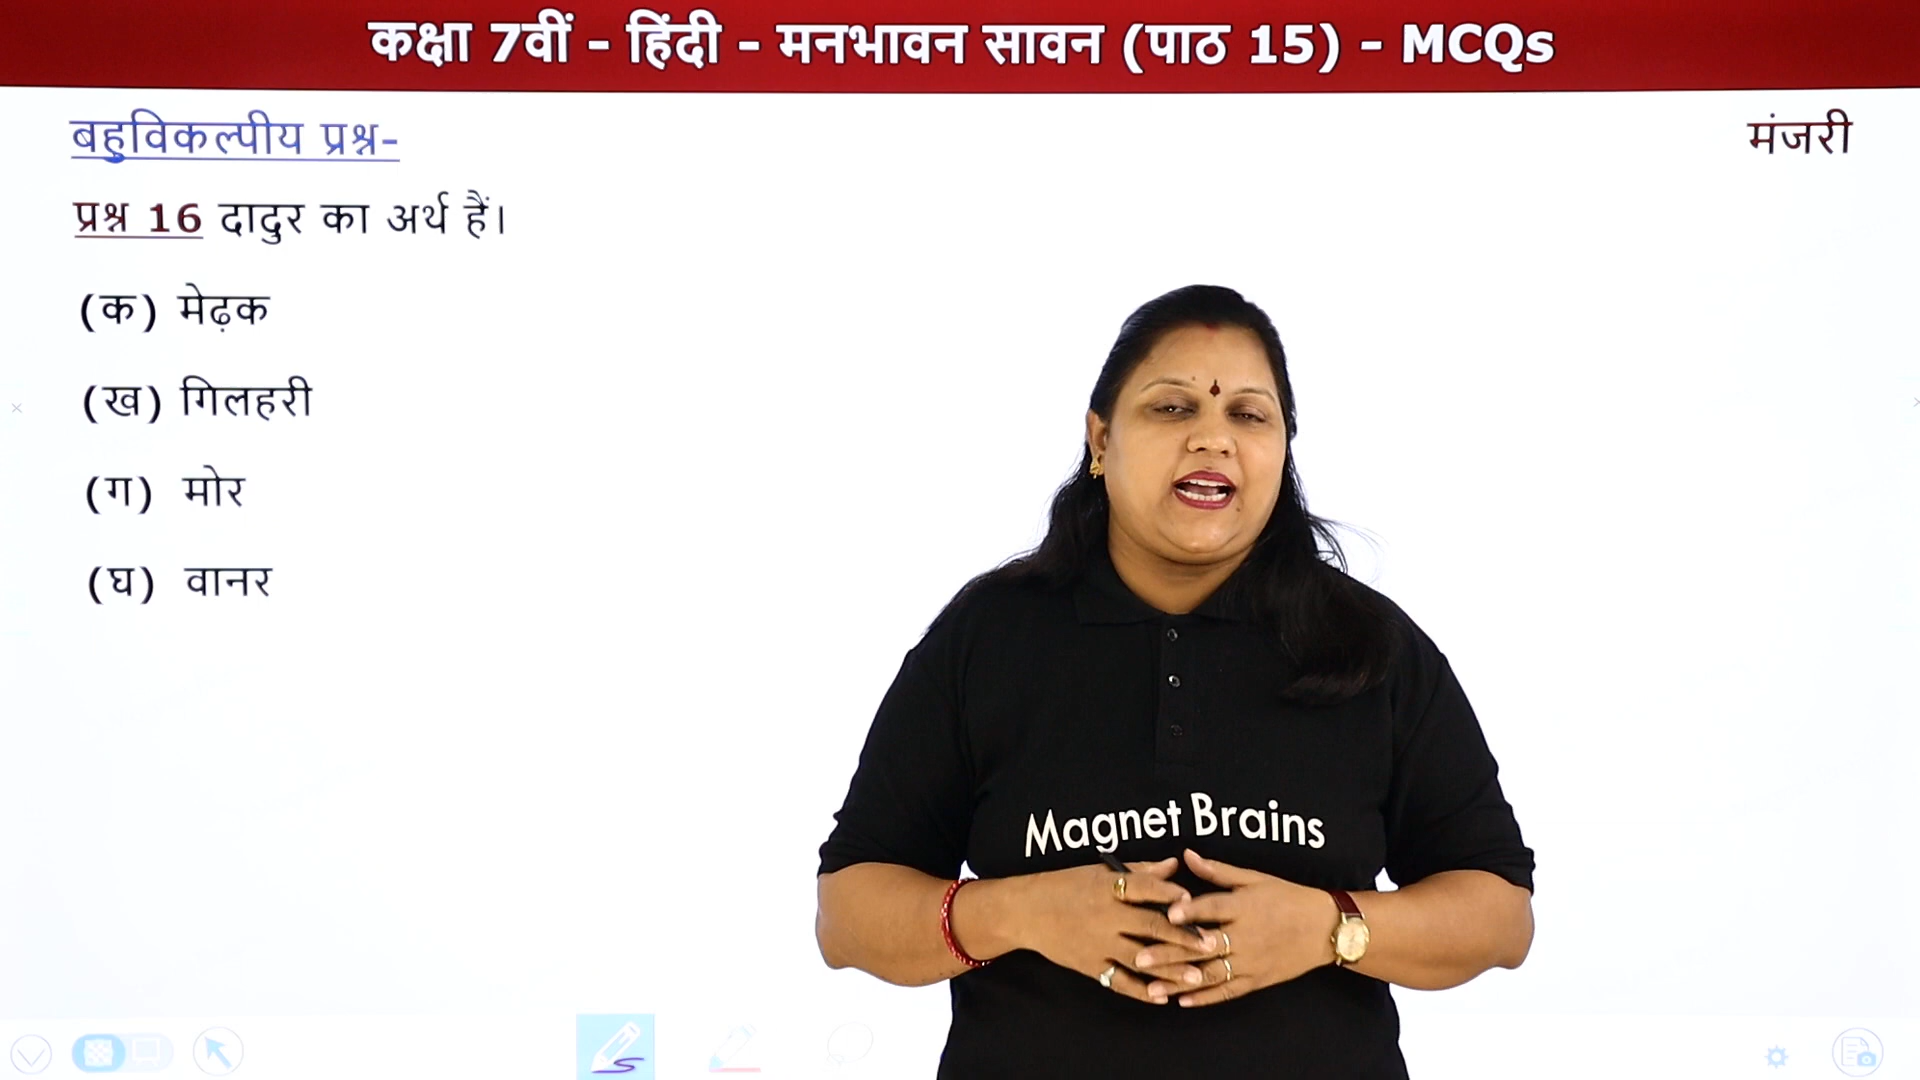 कक्षा 7वीं - हिंदी - मनभावन सावन (पाठ 15) - MCQs
बहुविकल्पीय प्रश्न-
मंजरी
प्रश्न 16 दादुर का अर्थ हैं।
(क) मेढ़क
(ख) गिलहरी
(ग) मोर
(घ) वानर
Magnet Brains